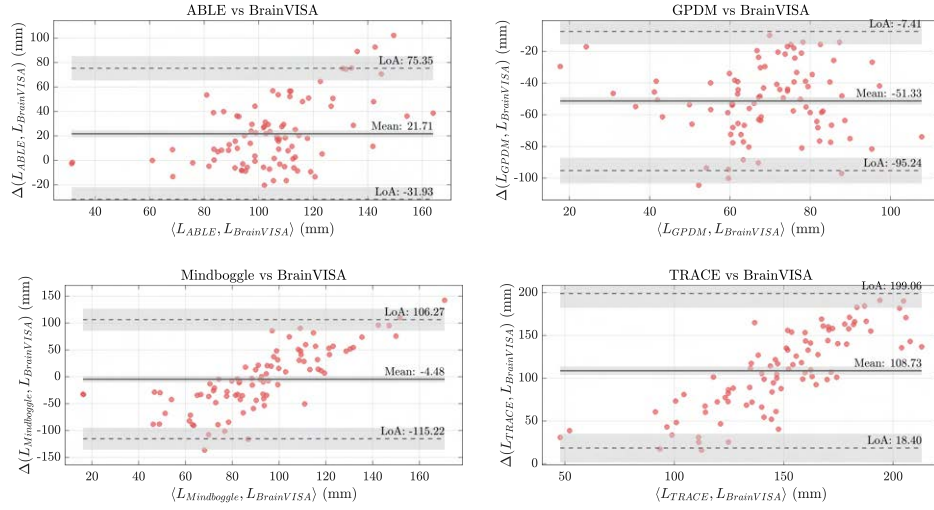 ABLE vs BrainVISA
Δ(L_ABLE, L_BrainVISA) (mm)
100
80
60
40
20
0
-20
LoA: 75.35
Mean: 21.71
LoA: -31.93
40 60 80 100 120 140 160
⟨L_ABLE, L_BrainVISA⟩ (mm)
GPDM vs BrainVISA
Δ(L_GPDM, L_BrainVISA) (mm)
-20
-40
-60
-80
-100
LoA: -7.41
Mean: -51.33
LoA: -95.24
20 40 60 80 100
⟨L_GPDM, L_BrainVISA⟩ (mm)
Mindboggle vs BrainVISA
Δ(L_Mindboggle, L_BrainVISA) (mm)
150
100
50
0
-50
-100
-150
LoA: 106.27
Mean: -4.48
LoA: -115.22
20 40 60 80 100 120 140 160
⟨L_Mindboggle, L_BrainVISA⟩ (mm)
TRACE vs BrainVISA
Δ(L_TRACE, L_BrainVISA) (mm)
200
150
100
50
0
LoA: 199.06
Mean: 108.73
LoA: 18.40
50 100 150 200
⟨L_TRACE, L_BrainVISA⟩ (mm)